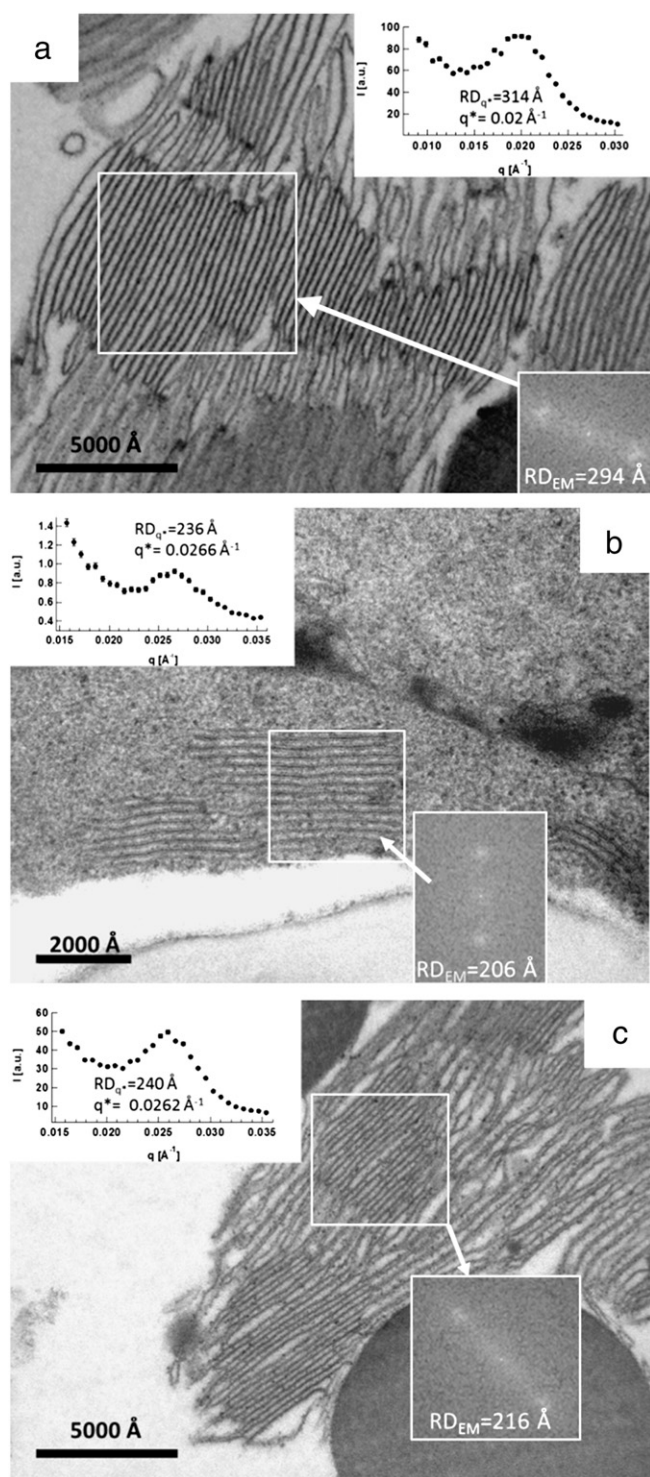 a
I [a.u.]
100
80
60
40
20
RDq*=314 Å
q*= 0.02 Å-1
0.010 0.015 0.020 0.025 0.030
q [Å-1]
5000 Å
RDEM=294 Å
b
I [a.u.]
1.4
1.2
1.0
0.8
0.6
0.4
RDq*=236 Å
q*= 0.0266 Å-1
0.016 0.020 0.025 0.030 0.035
q [Å-1]
2000 Å
RDEM=206 Å
c
I [a.u.]
60
50
40
30
20
10
RDq*=240 Å
q*= 0.0262 Å-1
0.016 0.020 0.025 0.030 0.035
q [Å-1]
5000 Å
RDEM=216 Å